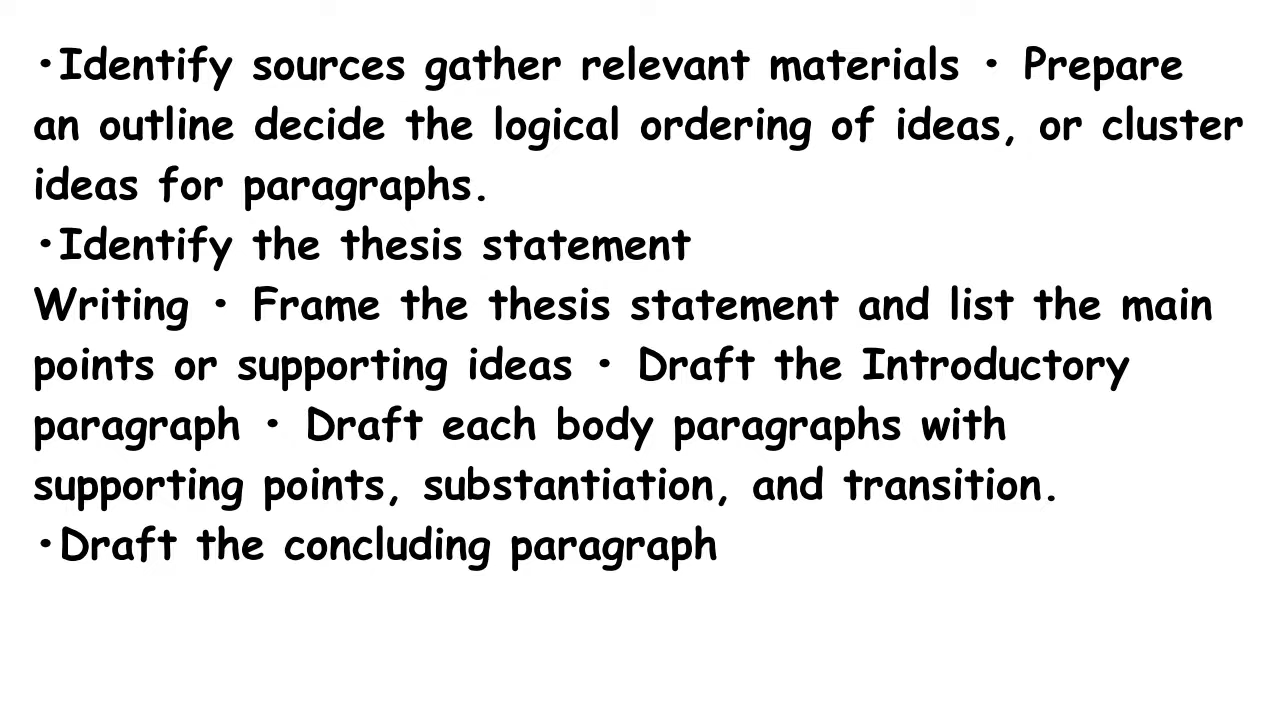 •Identify sources gather relevant materials • Prepare
an outline decide the logical ordering of ideas, or cluster
ideas for paragraphs.
•Identify the thesis statement
Writing • Frame the thesis statement and list the main
points or supporting ideas • Draft the Introductory
paragraph • Draft each body paragraphs with
supporting points, substantiation, and transition.
•Draft the concluding paragraph